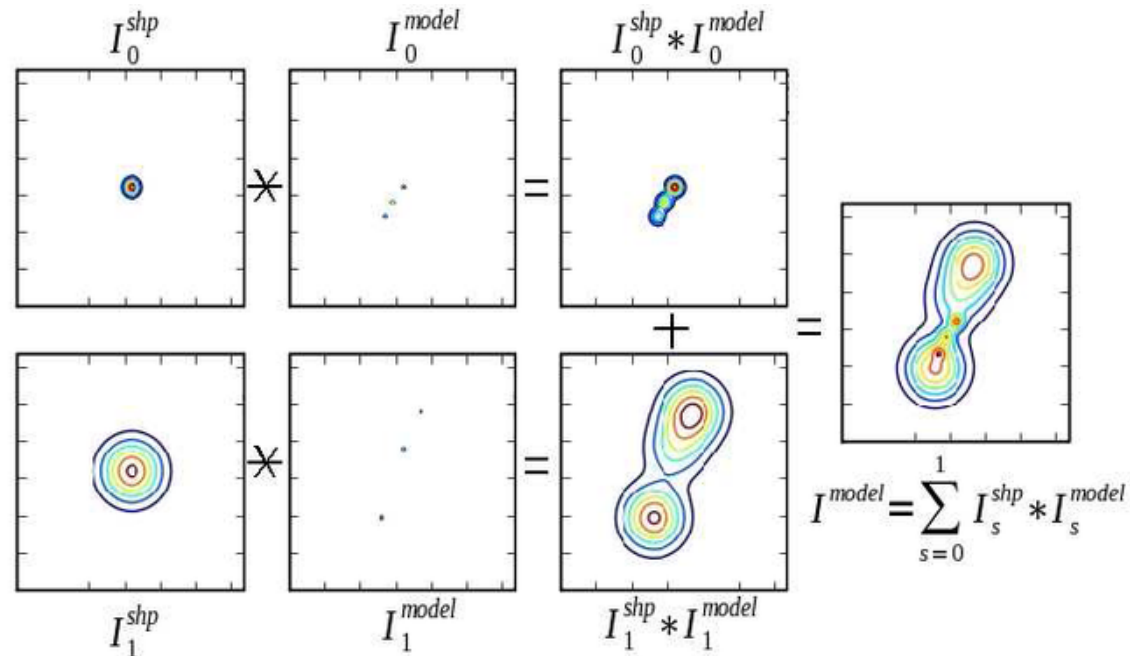 I_0^{shp} I_0^{model} I_0^{shp} * I_0^{model}
* =
+ =
* =
I^{model} = \sum_{s=0}^{1} I_s^{shp} * I_s^{model}
I_1^{shp} I_1^{model} I_1^{shp} * I_1^{model}